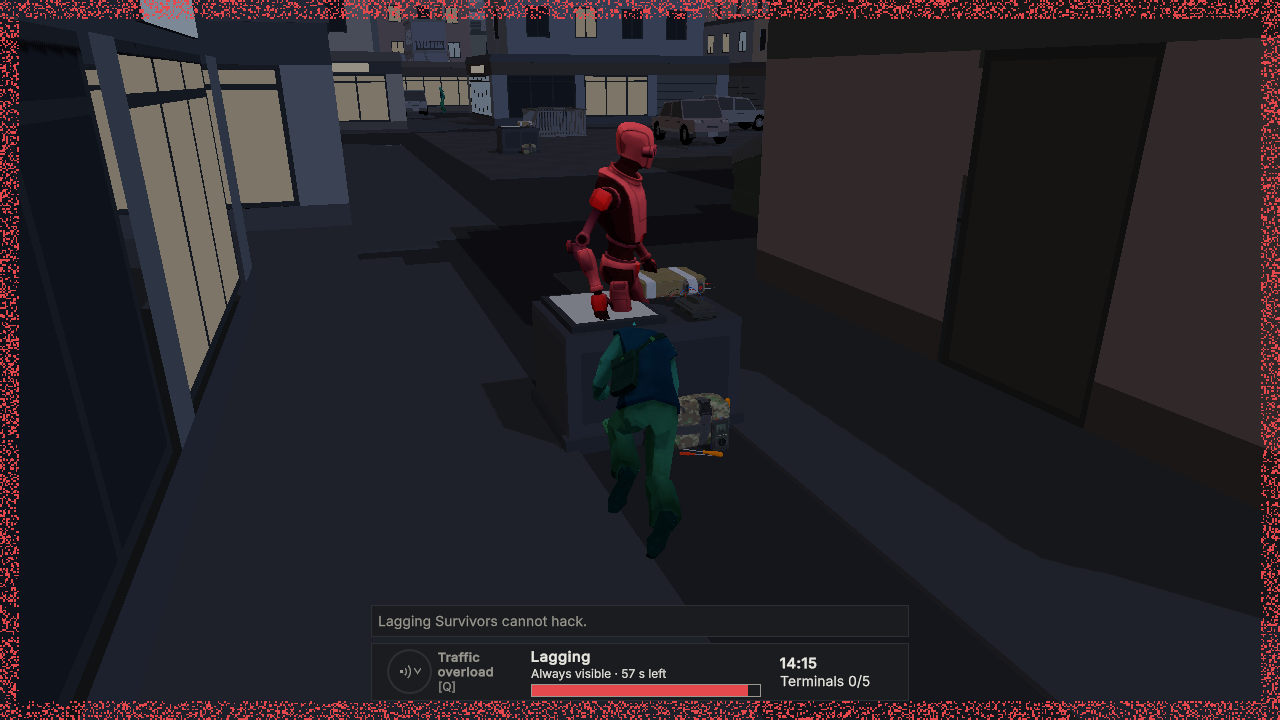 Lagging Survivors cannot hack.
Traffic
overload
[Q]
Lagging
Always visible · 57 s left
14:15
Terminals 0/5